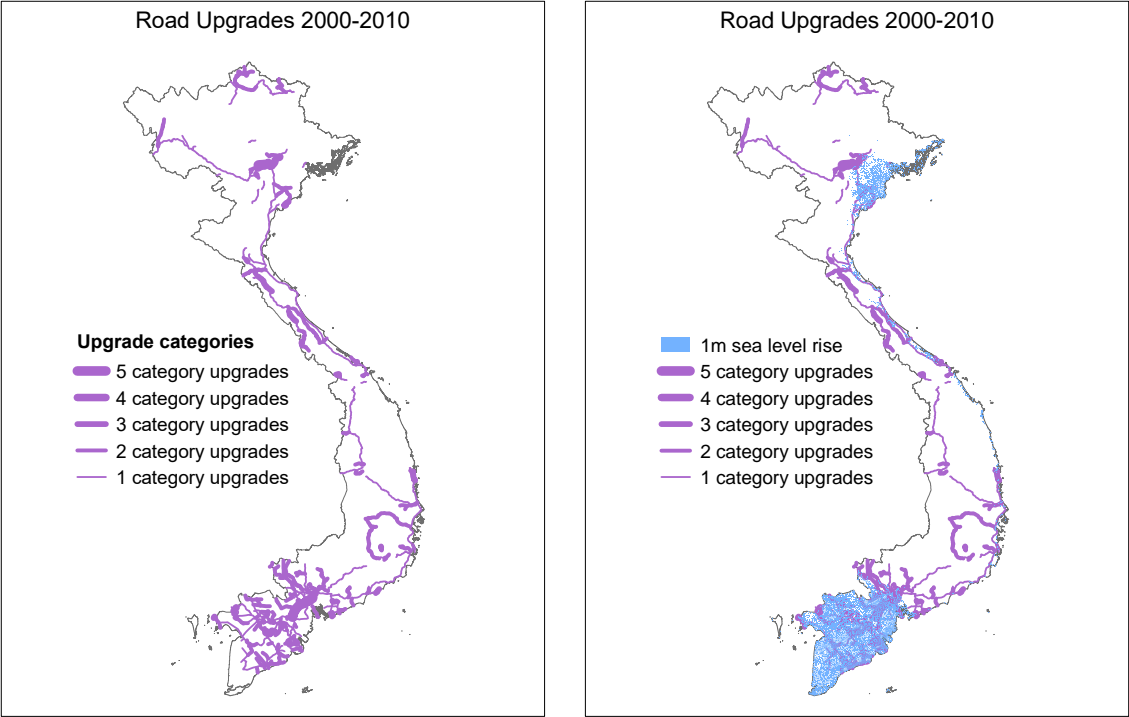 Road Upgrades 2000-2010
Upgrade categories
5 category upgrades
4 category upgrades
3 category upgrades
2 category upgrades
1 category upgrades
Road Upgrades 2000-2010
1m sea level rise
5 category upgrades
4 category upgrades
3 category upgrades
2 category upgrades
1 category upgrades